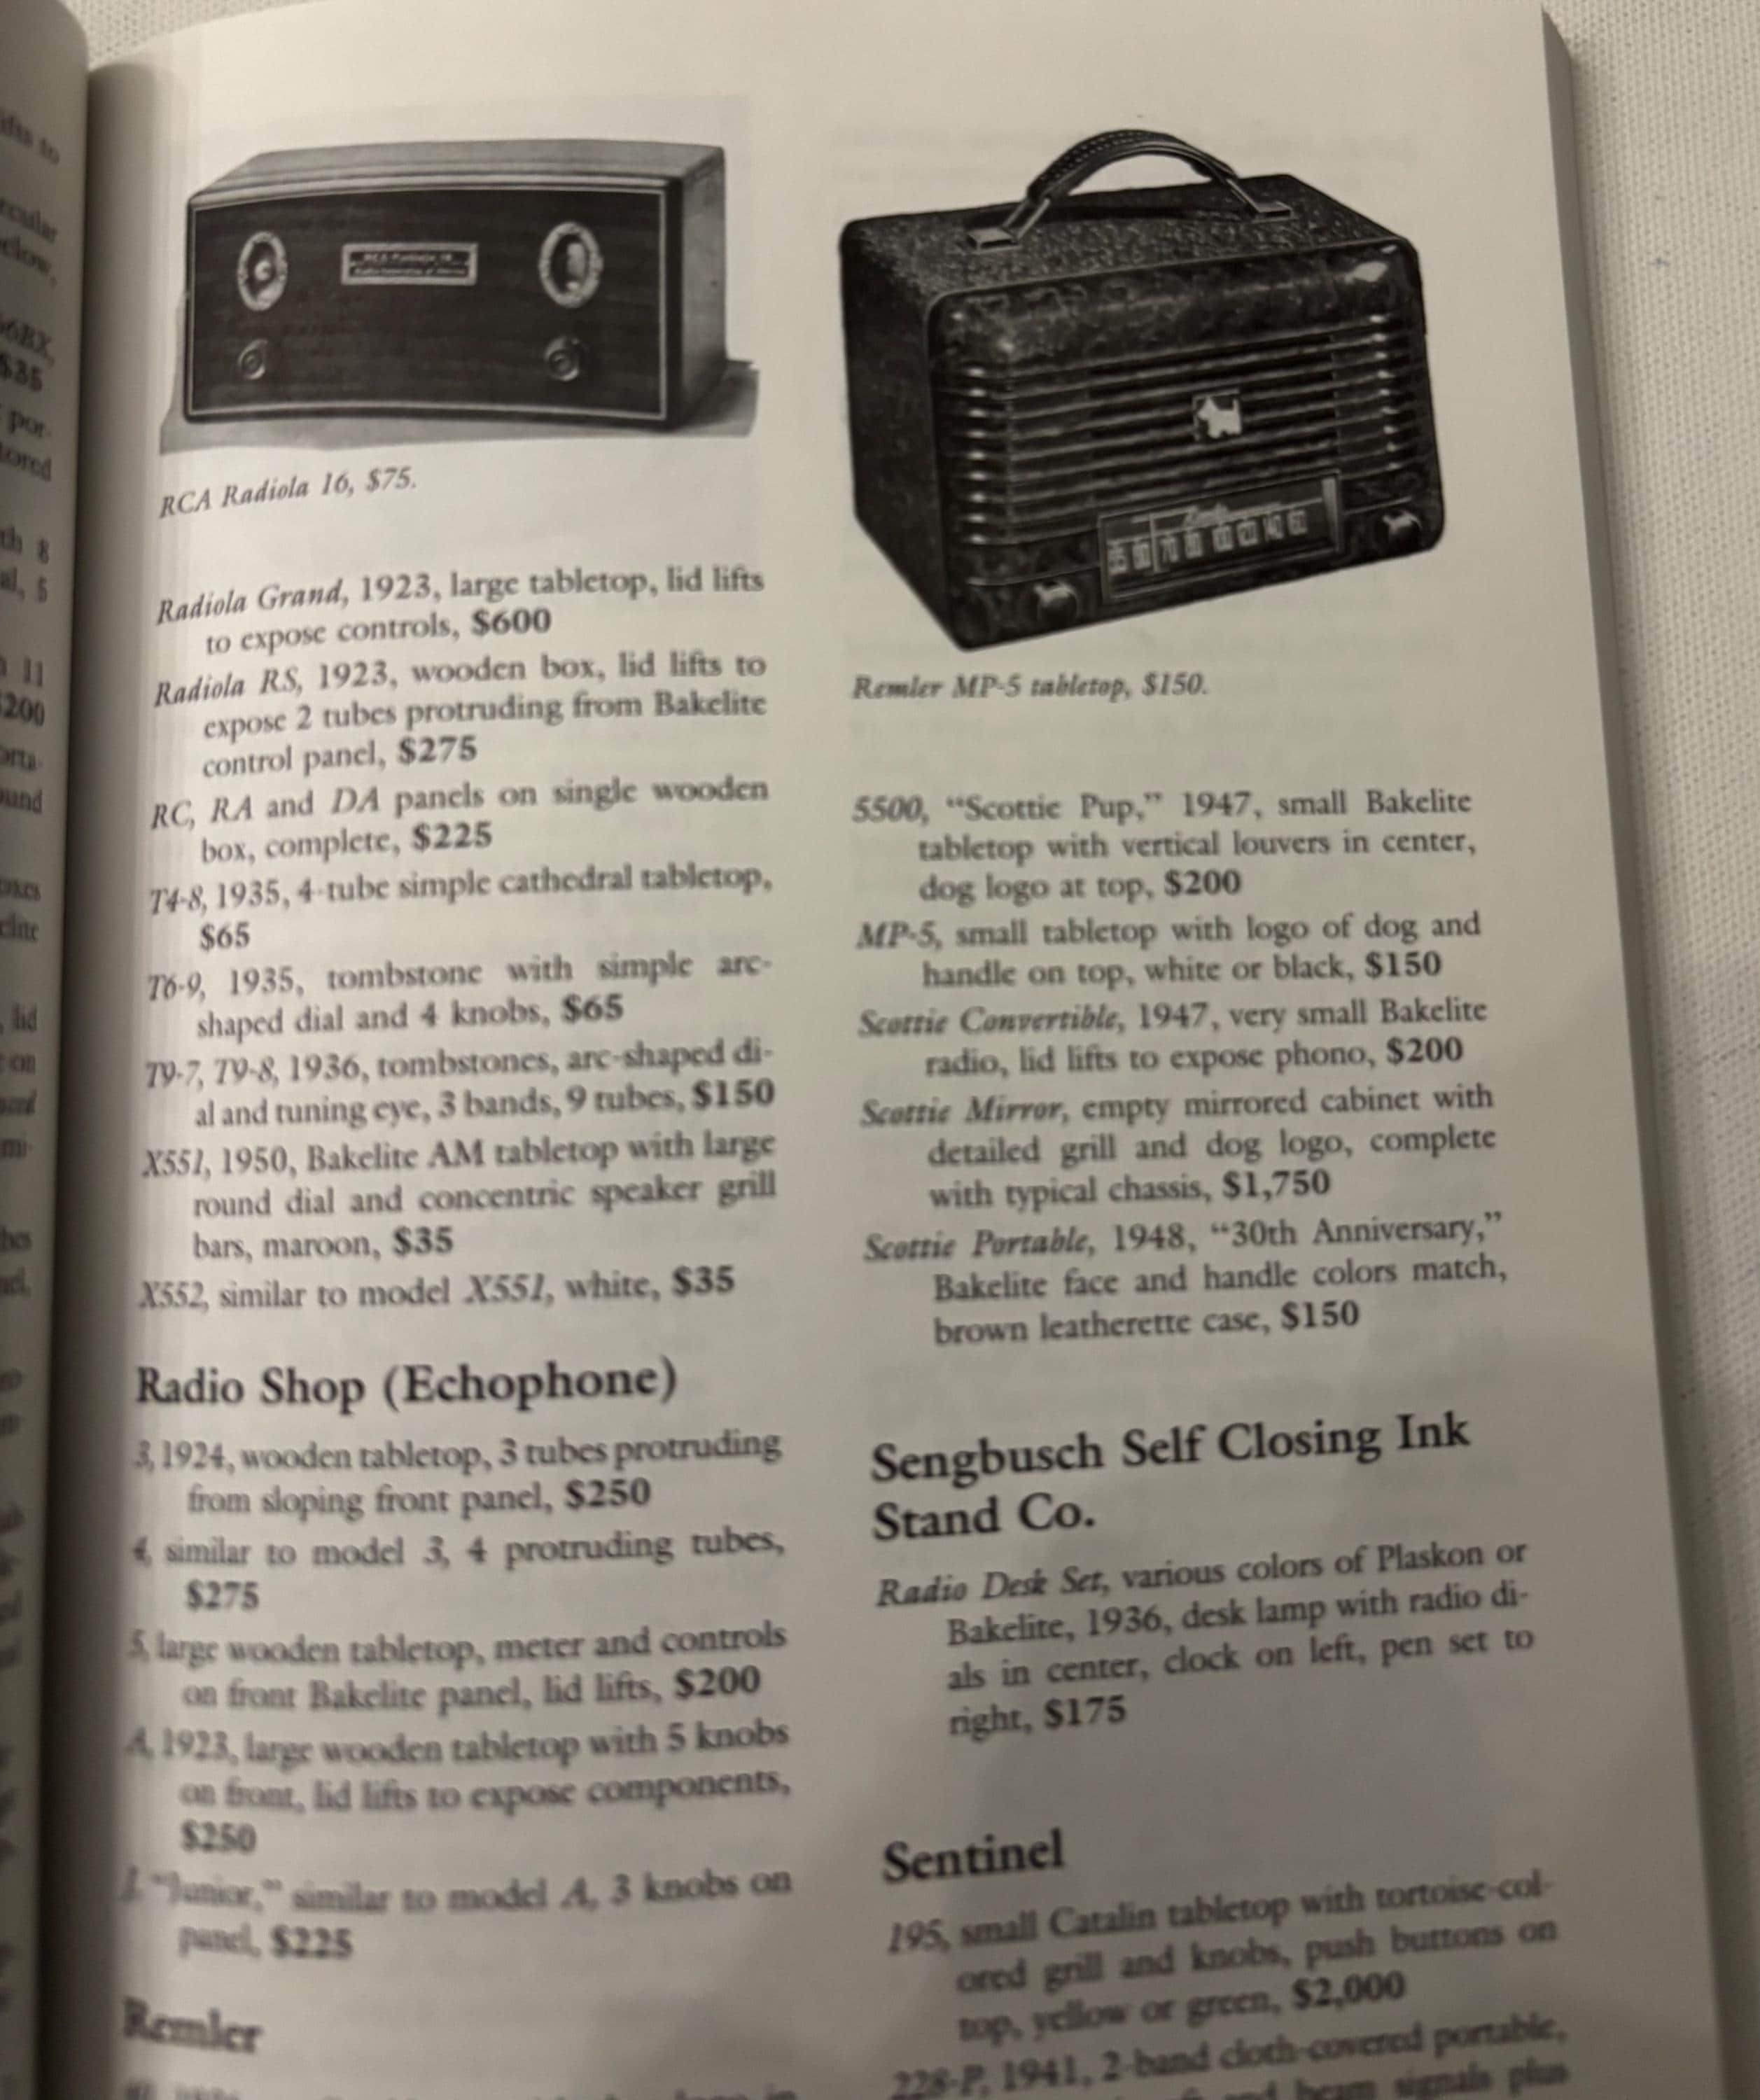 RCA Radiola 16, $75.
Radiola Grand, 1923, large tabletop, lid lifts
to expose controls, $600
Radiola RS, 1923, wooden box, lid lifts to
expose 2 tubes protruding from Bakelite
control panel, $275
RC, RA and DA panels on single wooden
box, complete, $225
T4-8, 1935, 4-tube simple cathedral tabletop,
$65
T6-9, 1935, tombstone with simple arc-
shaped dial and 4 knobs, $65
T9-7, T9-8, 1936, tombstones, arc-shaped di-
al and tuning eye, 3 bands, 9 tubes, $150
X551, 1950, Bakelite AM tabletop with large
round dial and concentric speaker grill
bars, maroon, $35
X552, similar to model X551, white, $35
Radio Shop (Echophone)
3, 1924, wooden tabletop, 3 tubes protruding
from sloping front panel, $250
4, similar to model 3, 4 protruding tubes,
$275
5, large wooden tabletop, meter and controls
on front Bakelite panel, lid lifts, $200
A, 1923, large wooden tabletop with 5 knobs
on front, lid lifts to expose components,
$250
"Junior," similar to model A, 3 knobs on
panel, $225
Remler
Remler MP-5 tabletop, $150.
5500, "Scottie Pup," 1947, small Bakelite
tabletop with vertical louvers in center,
dog logo at top, $200
MP-5, small tabletop with logo of dog and
handle on top, white or black, $150
Scottie Convertible, 1947, very small Bakelite
radio, lid lifts to expose phono, $200
Scottie Mirror, empty mirrored cabinet with
detailed grill and dog logo, complete
with typical chassis, $1,750
Scottie Portable, 1948, "30th Anniversary,"
Bakelite face and handle colors match,
brown leatherette case, $150
Sengbusch Self Closing Ink
Stand Co.
Radio Desk Set, various colors of Plaskon or
Bakelite, 1936, desk lamp with radio di-
als in center, clock on left, pen set to
right, $175
Sentinel
195, small Catalin tabletop with tortoise-col-
ored grill and knobs, push buttons on
top, yellow or green, $2,000
228-P, 1941, 2-band cloth-covered portable,
and beam signals plus